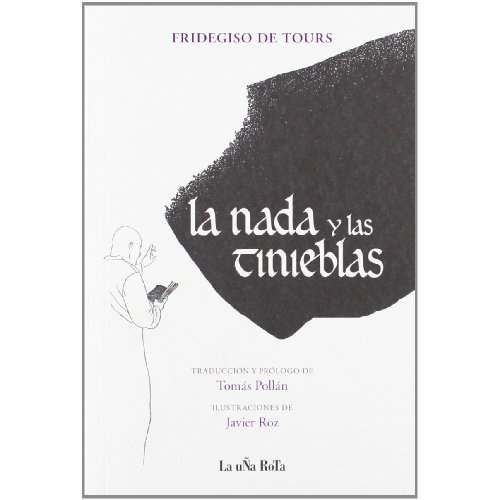 FRIDEGISO DE TOURS
la nada y las
tinieblas
TRADUCCIÓN Y PRÓLOGO DE
Tomás Pollán
ILUSTRACIONES DE
Javier Roz
La uÑa RoTa